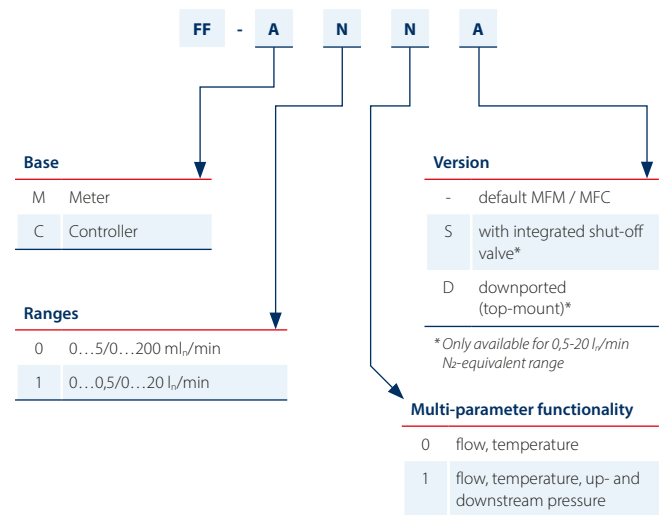 FF - A N N A
Base
M Meter
C Controller
Ranges
0 0…5/0…200 mlₙ/min
1 0…0,5/0…20 lₙ/min
Version
- default MFM / MFC
S with integrated shut-off
valve*
D downported
(top-mount)*
* Only available for 0,5-20 lₙ/min
N₂-equivalent range
Multi-parameter functionality
0 flow, temperature
1 flow, temperature, up- and
downstream pressure